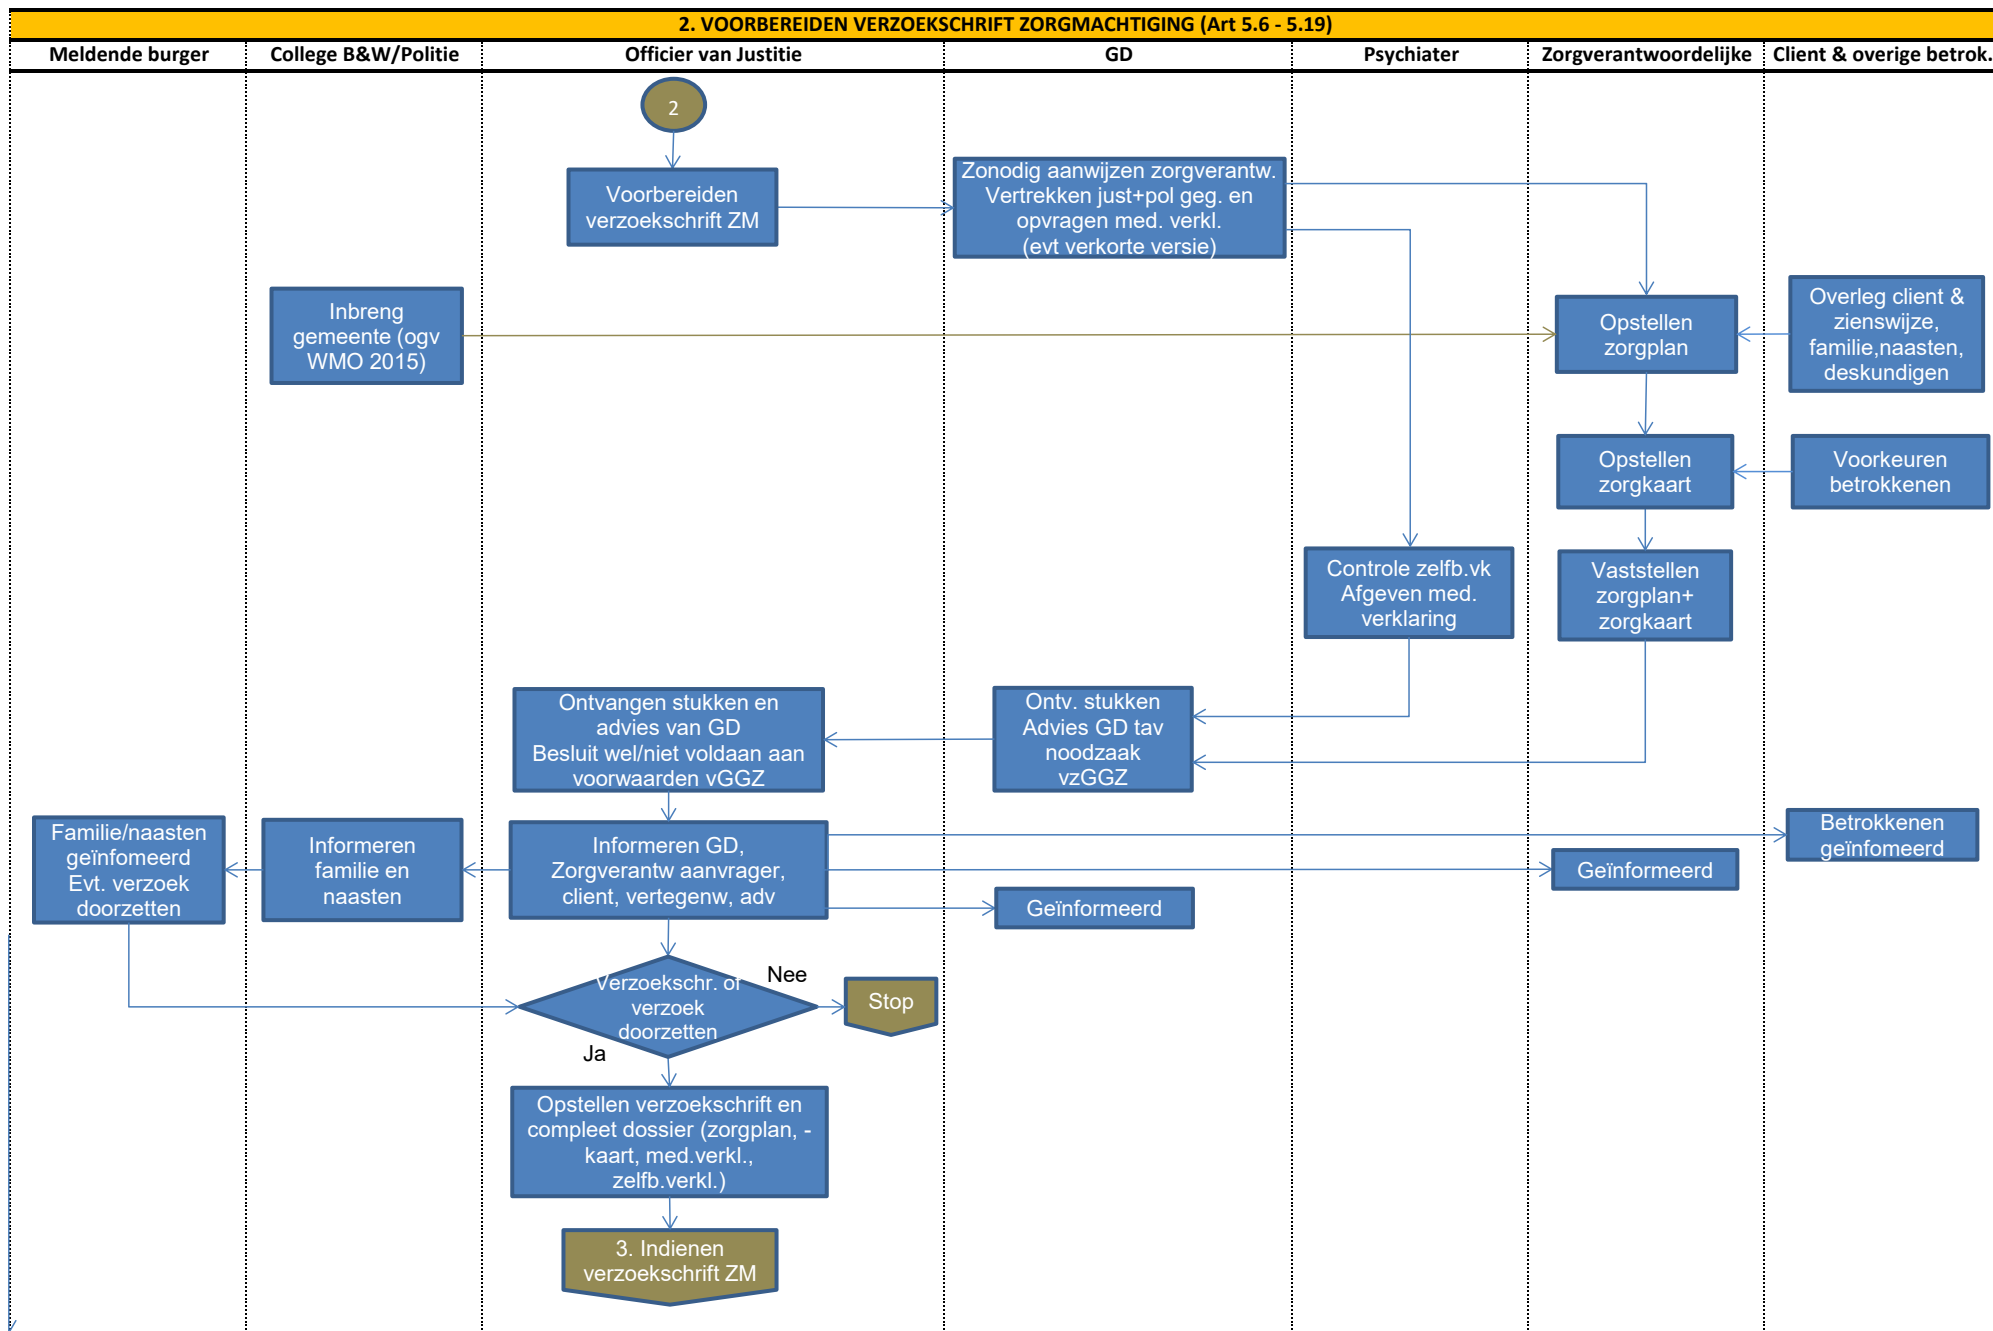 2. VOORBEREIDEN VERZOEKSCHRIFT ZORGMACHTIGING (Art 5.6 - 5.19)
Meldende burger
College B&W/Politie
Officier van Justitie
GD
Psychiater
Zorgverantwoordelijke
Client & overige betrok.
2
Voorbereiden
verzoekschrift ZM
Zonodig aanwijzen zorgverantw.
Vertrekken just+pol geg. en
opvragen med. verkl.
(evt verkorte versie)
Inbreng
gemeente (ogv
WMO 2015)
Opstellen
zorgplan
Overleg client &
zienswijze,
familie,naasten,
deskundigen
Opstellen
zorgkaart
Voorkeuren
betrokkenen
Controle zelfb.vk
Afgeven med.
verklaring
Vaststellen
zorgplan+
zorgkaart
Ontvangen stukken en
advies van GD
Besluit wel/niet voldaan aan
voorwaarden vGGZ
Ontv. stukken
Advies GD tav
noodzaak
vzGGZ
Familie/naasten
geïnfomeerd
Evt. verzoek
doorzetten
Informeren
familie en
naasten
Informeren GD,
Zorgverantw aanvrager,
client, vertegenw, adv
Geïnformeerd
Geïnformeerd
Betrokkenen
geïnfomeerd
Verzoekschr. of
verzoek
doorzetten
Nee
Stop
Ja
Opstellen verzoekschrift en
compleet dossier (zorgplan, -
kaart, med.verkl.,
zelfb.verkl.)
3. Indienen
verzoekschrift ZM